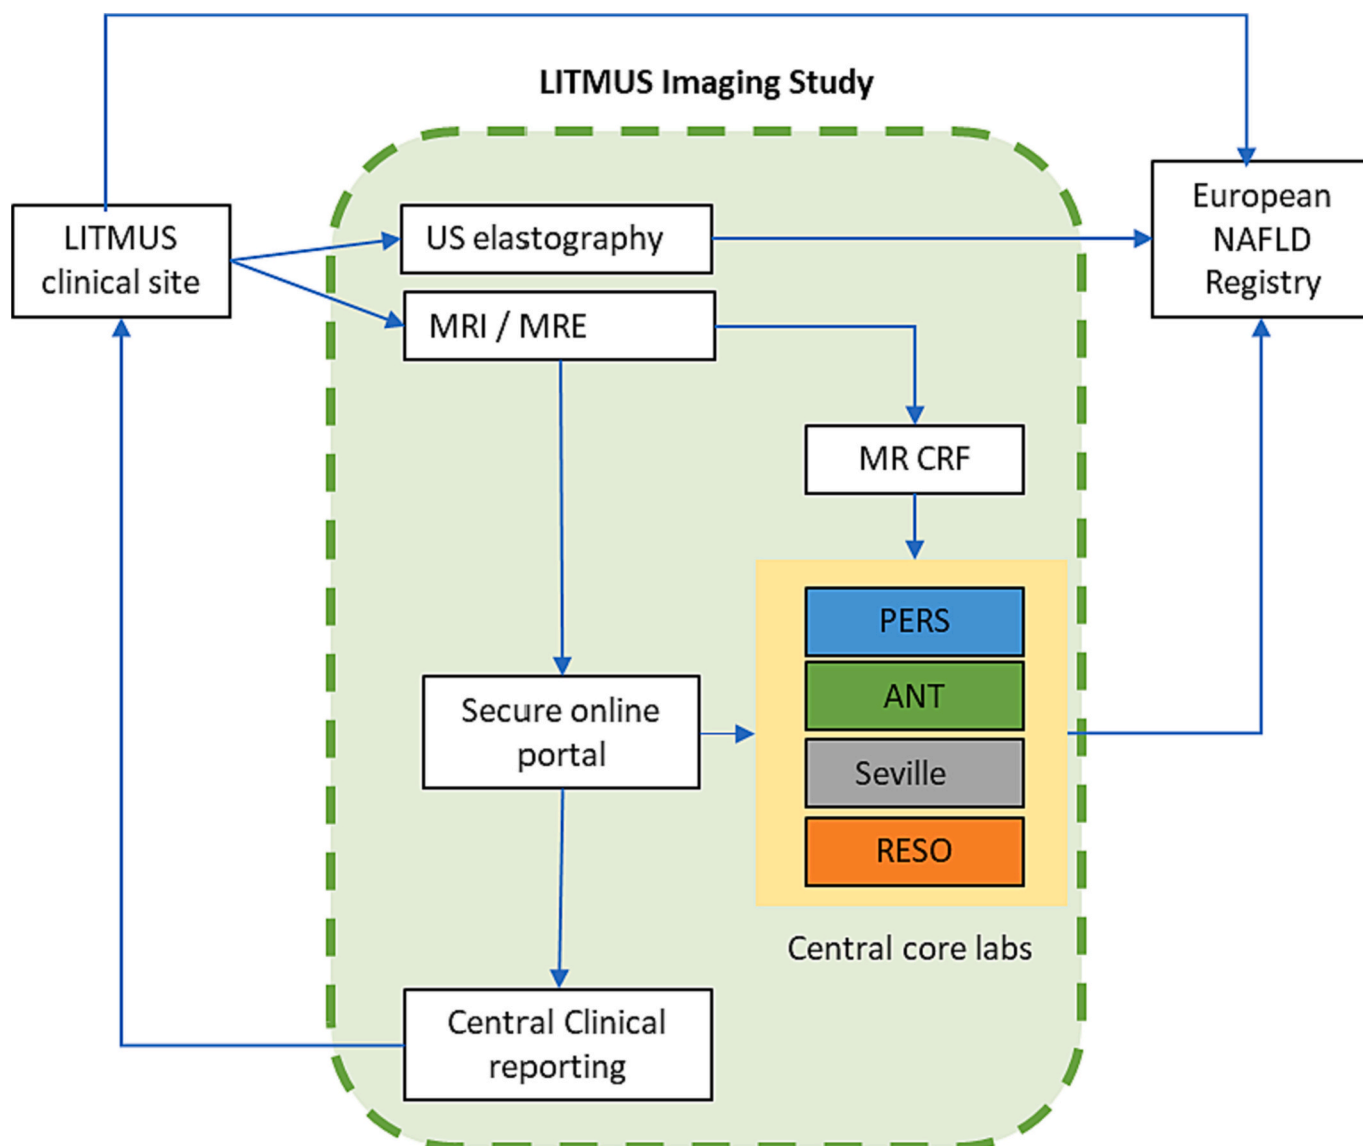 LITMUS Imaging Study
LITMUS
clinical site
US elastography
European
NAFLD
Registry
MRI / MRE
MR CRF
PERS
ANT
Seville
RESO
Secure online
portal
Central core labs
Central Clinical
reporting